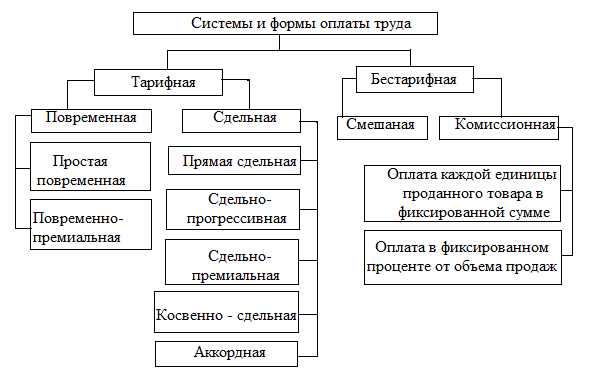 Системы и формы оплаты труда
Тарифная
Бестарифная
Повременная
Сдельная
Смешаная
Комиссионная
Простая
повременная
Повременно-
премиальная
Прямая сдельная
Сдельно-
прогрессивная
Сдельно-
премиальная
Косвенно - сдельная
Аккордная
Оплата каждой единицы
проданного товара в
фиксированной сумме
Оплата в фиксированном
проценте от объема продаж